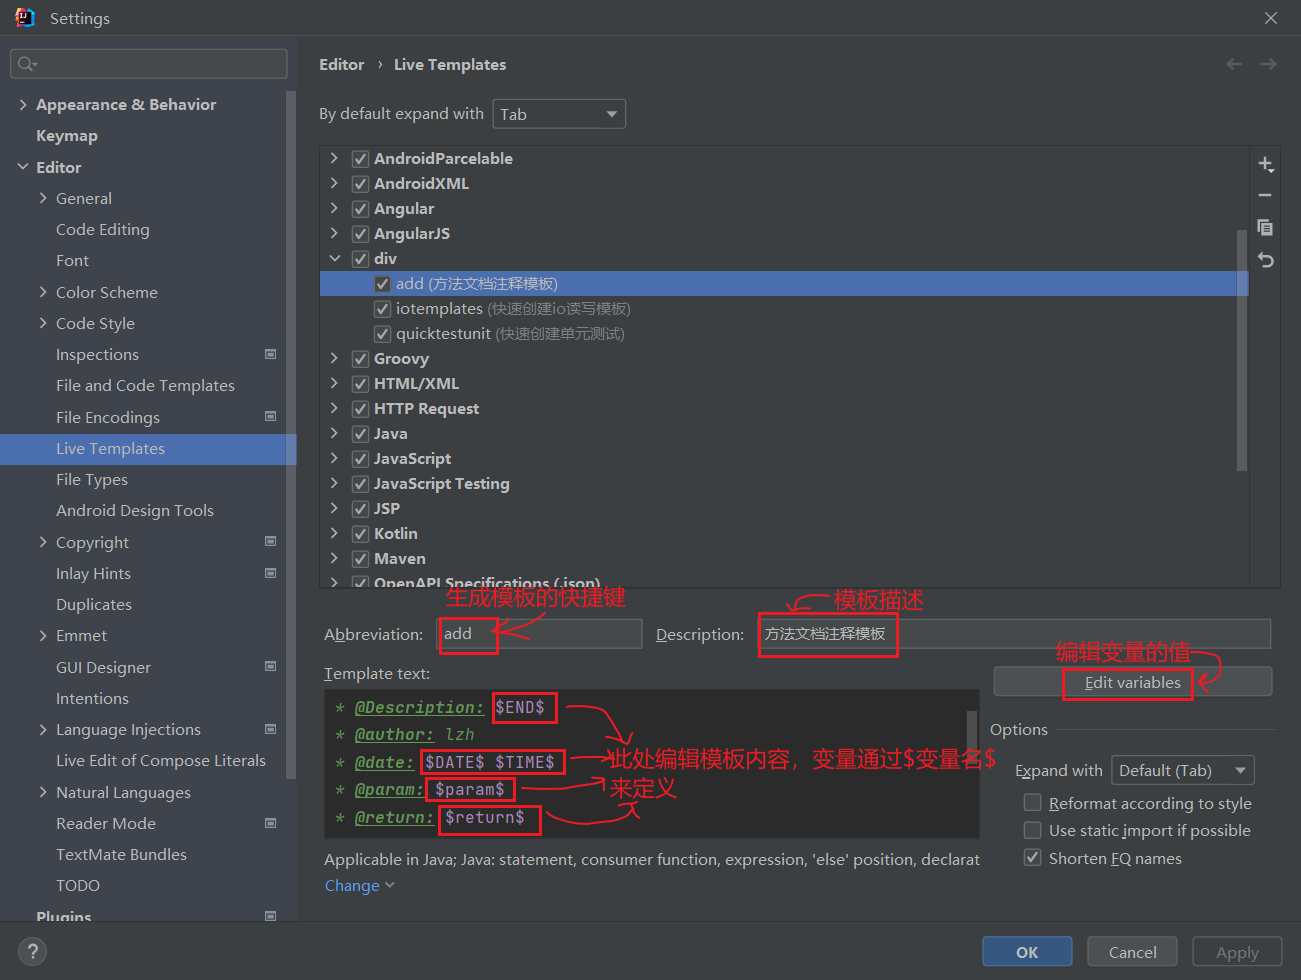 Settings
Appearance & Behavior
Keymap
Editor
General
Code Editing
Font
Color Scheme
Code Style
Inspections
File and Code Templates
File Encodings
Live Templates
File Types
Android Design Tools
Copyright
Inlay Hints
Duplicates
Emmet
GUI Designer
Intentions
Language Injections
Live Edit of Compose Literals
Natural Languages
Reader Mode
TextMate Bundles
TODO
Plugins
Editor › Live Templates
By default expand with Tab
AndroidParcelable
AndroidXML
Angular
AngularJS
div
add (方法文档注释模板)
iotemplates (快速创建io读写模板)
quicktestunit (快速创建单元测试)
Groovy
HTML/XML
HTTP Request
Java
JavaScript
JavaScript Testing
JSP
Kotlin
Maven
OpenAPI Specifications (.json)
生成模板的快捷键
模板描述
Abbreviation: add
Description: 方法文档注释模板
编辑变量的值
Template text:
Edit variables
* @Description: $END$
* @author: lzh
* @date: $DATE$ $TIME$
* @param: $param$
* @return: $return$
此处编辑模板内容，变量通过$变量名$
来定义
Options
Expand with Default (Tab)
Reformat according to style
Use static import if possible
Shorten FQ names
Applicable in Java; Java: statement, consumer function, expression, 'else' position, declarat
Change
?
OK
Cancel
Apply